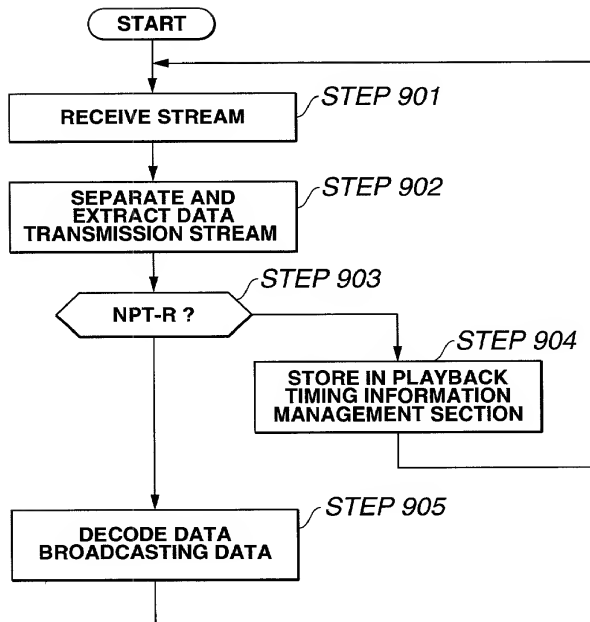 START
RECEIVE STREAM
STEP 901
SEPARATE AND
EXTRACT DATA
TRANSMISSION STREAM
STEP 902
NPT-R ?
STEP 903
STORE IN PLAYBACK
TIMING INFORMATION
MANAGEMENT SECTION
STEP 904
DECODE DATA
BROADCASTING DATA
STEP 905